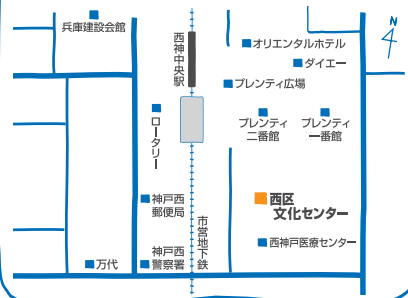 兵庫建設会館
西神中央駅
オリエンタルホテル
ダイエー
プレンティ広場
N
4
ロータリー
プレンティ
二番館
プレンティ
一番館
神戸西
郵便局
西区
文化センター
市営地下鉄
神戸西
警察署
西神戸医療センター
万代